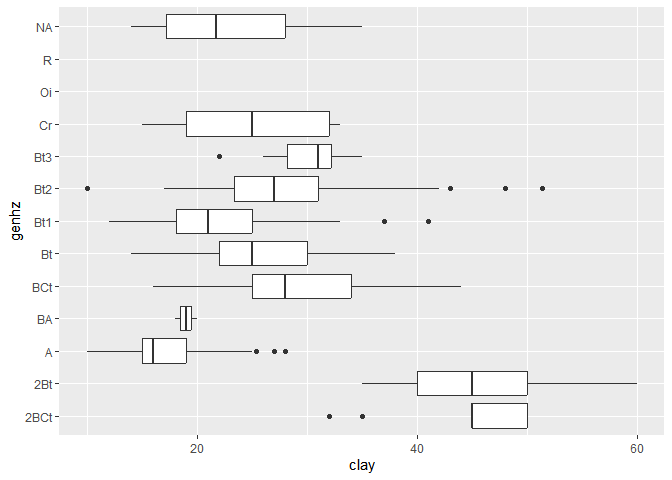 NA
R
Oi
Cr
Bt3
Bt2
Bt1
Bt
BCt
BA
A
2Bt
2BCt
genhz
20 40 60
clay